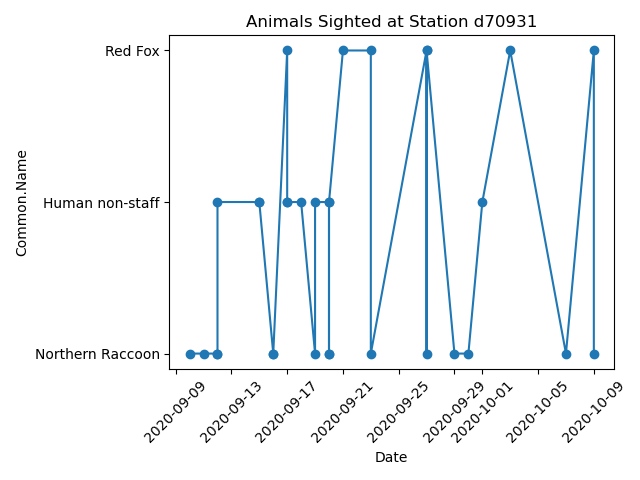 Animals Sighted at Station d70931
Common.Name
Red Fox
Human non-staff
Northern Raccoon
2020-09-09
2020-09-13
2020-09-17
2020-09-21
2020-09-25
2020-09-29
2020-10-01
2020-10-05
2020-10-09
Date